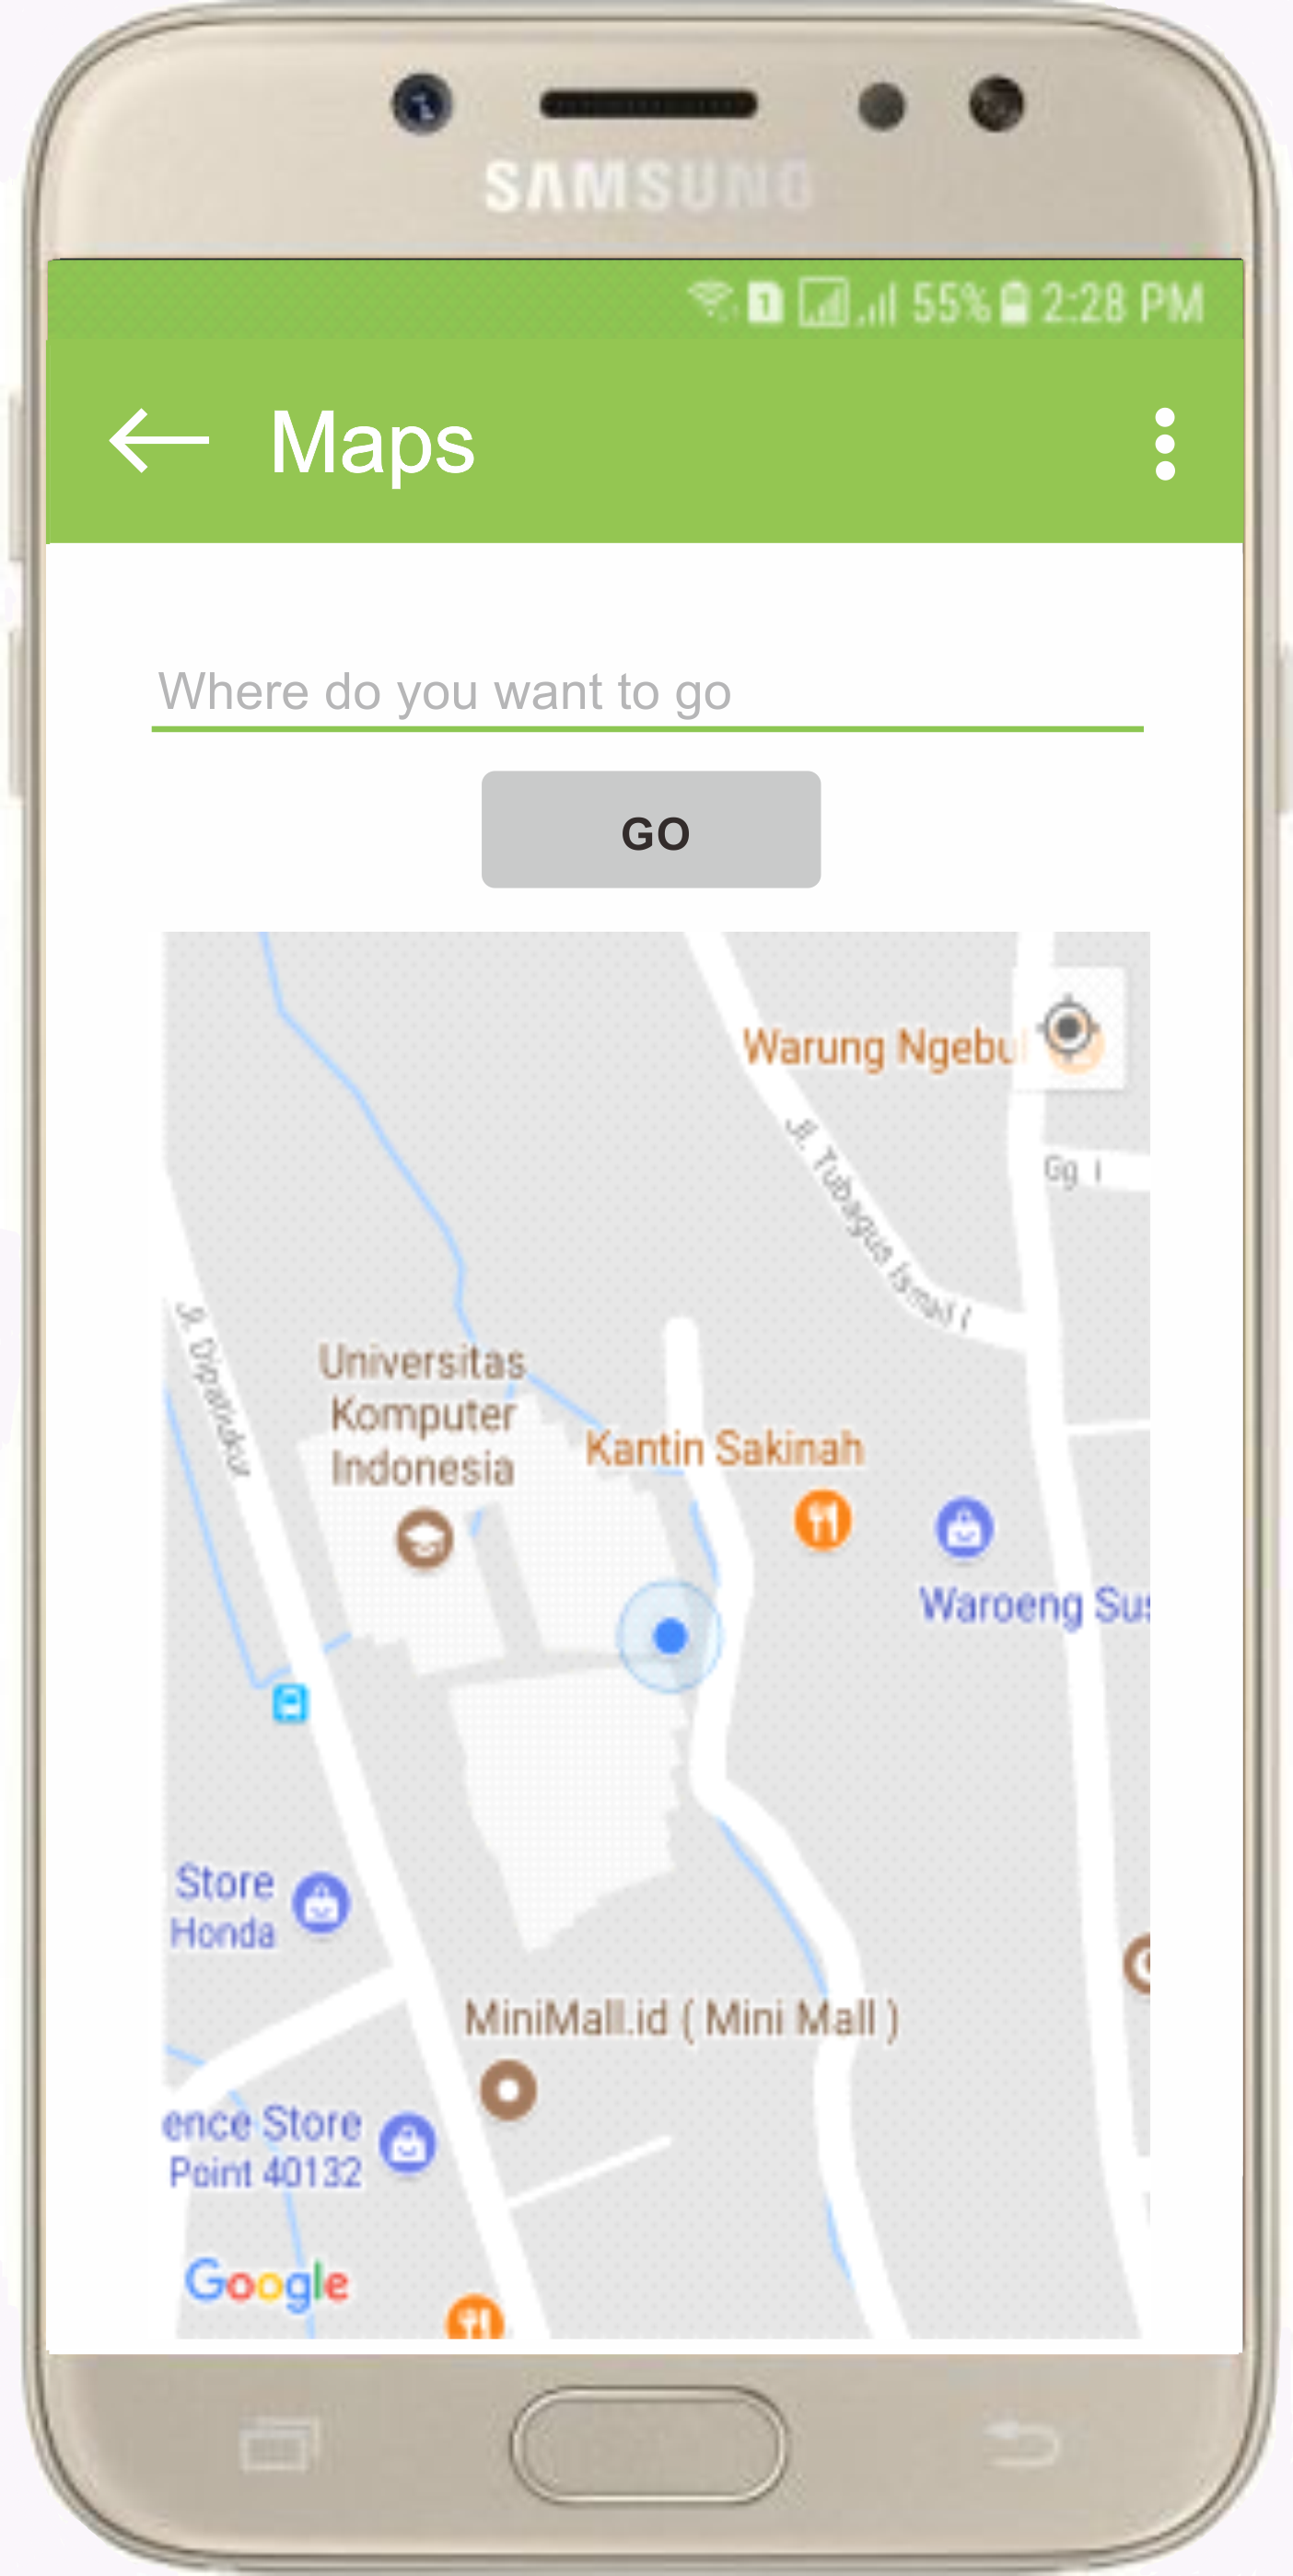 SAMSUNG
1 55% 2:28 PM
Maps
Where do you want to go
GO
Warung Ngebul
Jl. Tubagus Ismail I
Gg I
Jl. Dipatiukur
Universitas
Komputer
Indonesia
Kantin Sakinah
Waroeng Sus
Store
Honda
MiniMall.id ( Mini Mall )
ence Store
Point 40132
Google